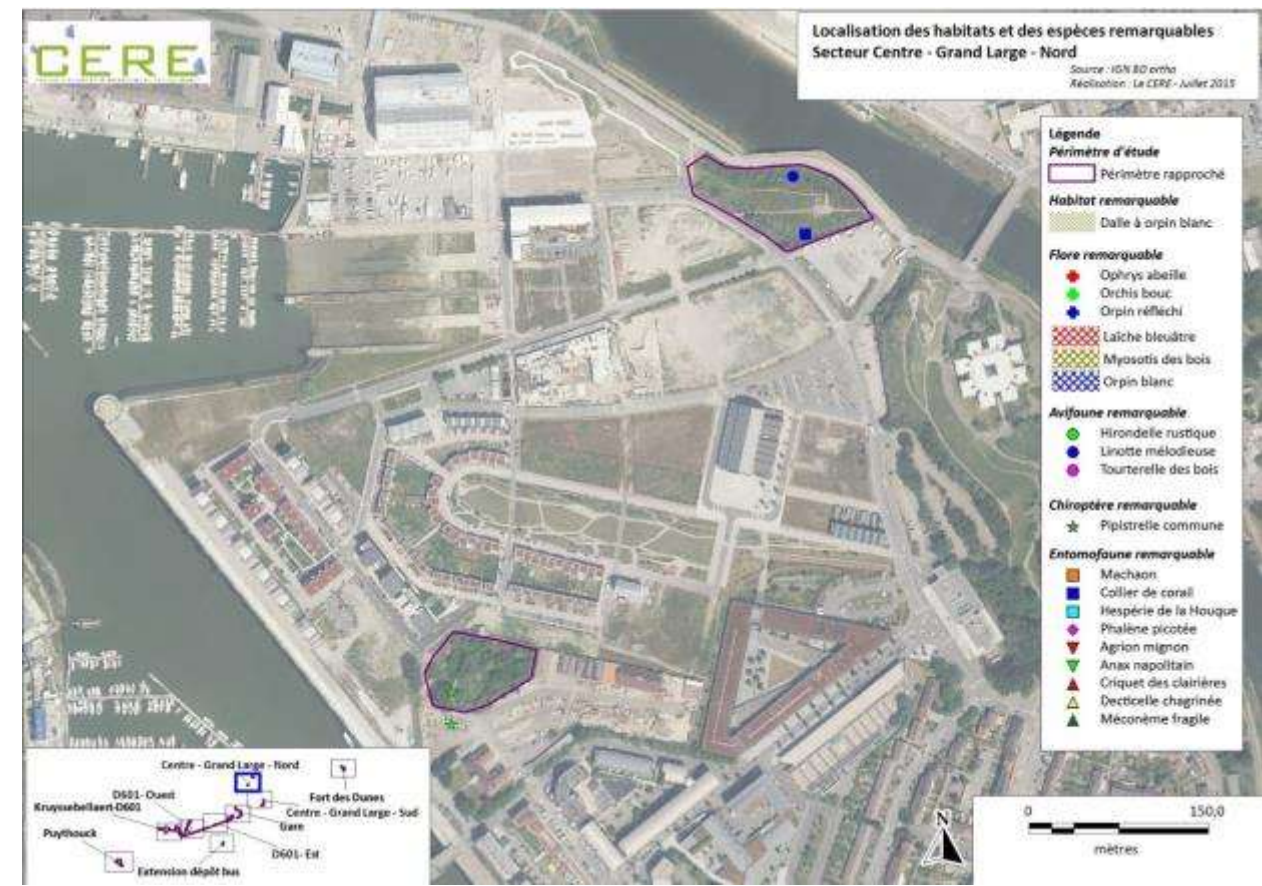 CERE
Localisation des habitats et des espèces remarquables
Secteur Centre - Grand Large - Nord
Source : IGN BD ortho
Réalisation : Le CERE - Juillet 2015
Légende
Périmètre d'étude
Périmètre rapproché
Habitat remarquable
Dalle à orpin blanc
Flore remarquable
Ophrys abeille
Orchis bouc
Orpin réfléchi
Laîche bleuâtre
Myosotis des bois
Orpin blanc
Avifaune remarquable
Hirondelle rustique
Linotte mélodieuse
Tourterelle des bois
Chiroptère remarquable
Pipistrelle commune
Entomofaune remarquable
Machaon
Collier de corail
Hespérie de la Houque
Phalène picotée
Agrion mignon
Anax napolitain
Criquet des clairières
Decticelle chagrinée
Méconème fragile
Centre - Grand Large - Nord
Fort des Dunes
D601- Ouest
Kruyssebellaert-D601
Centre - Grand Large - Sud
Gare
Puythouck
D601- Est
Extension dépôt bus
N
0 150,0
mètres